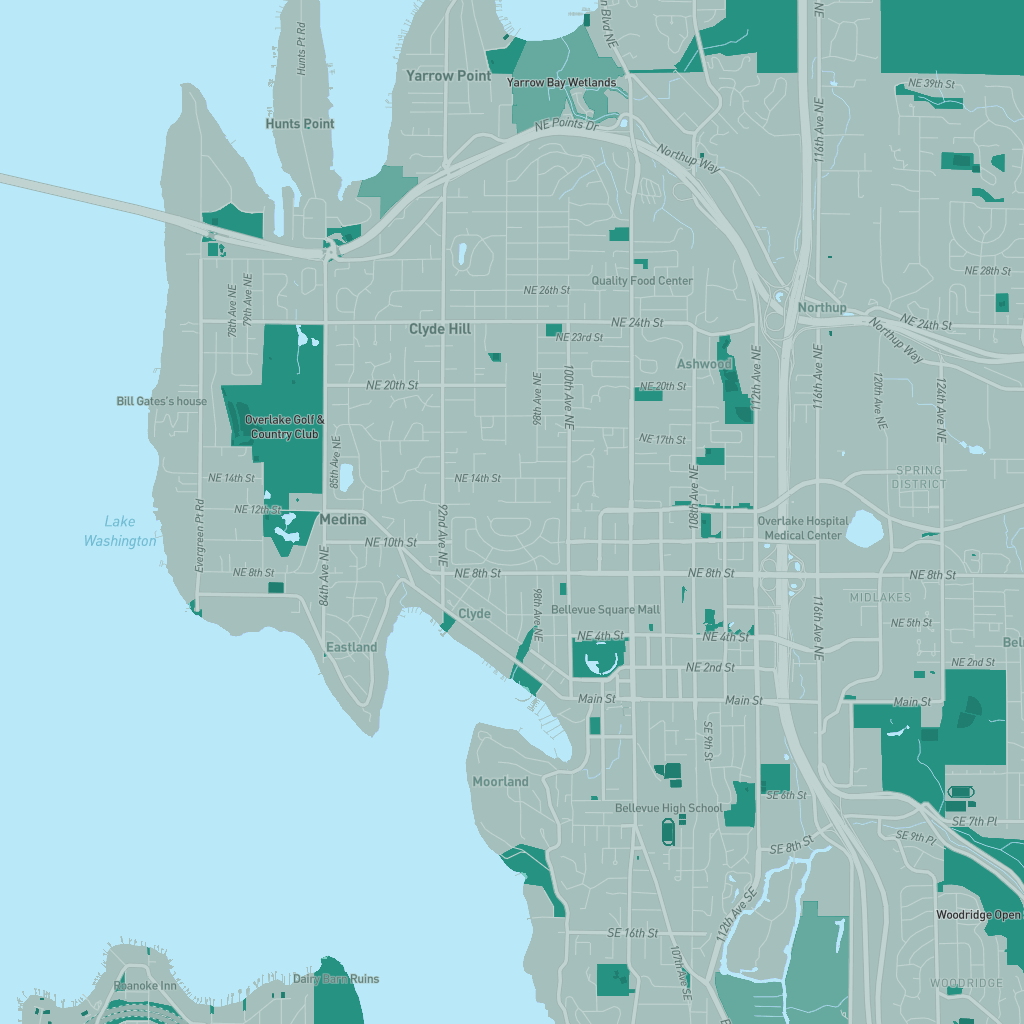 n Blvd NE
NE
Hunts Pt Rd
Yarrow Point
Yarrow Bay Wetlands
NE 39th St
Hunts Point
NE Points Dr
116th Ave NE
Northup Way
NE 28th St
Quality Food Center
78th Ave NE
79th Ave NE
NE 26th St
Northup
NE 24th St
NE 24th St
Clyde Hill
NE 23rd St
Northup Way
Ashwood
112th Ave NE
116th Ave NE
NE 20th St
NE 20th St
98th Ave NE
100th Ave NE
120th Ave NE
124th Ave NE
Bill Gates's house
Overlake Golf &
Country Club
NE 17th St
85th Ave NE
NE 14th St
NE 14th St
SPRING
DISTRICT
108th Ave NE
NE 12th St
Medina
Lake
Washington
Evergreen Pt Rd
92nd Ave NE
Overlake Hospital
Medical Center
NE 10th St
NE 8th St
84th Ave NE
NE 8th St
NE 8th St
NE 8th St
MIDLAKES
98th Ave NE
Clyde
Bellevue Square Mall
116th Ave NE
NE 5th St
NE 4th St
NE 4th St
Bel
Eastland
NE 2nd St
NE 2nd St
Main St
Main St
Main St
SE 9th St
Moorland
SE 6th St
Bellevue High School
SE 7th Pl
SE 8th St
SE 9th Pl
112th Ave SE
Woodridge Open
SE 16th St
107th Ave SE
Dairy Barn Ruins
Roanoke Inn
WOODRIDGE